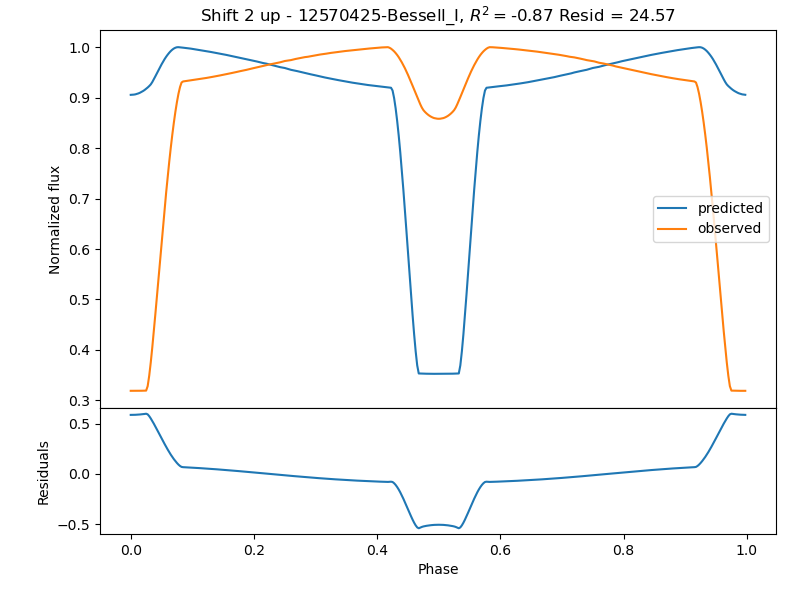 Shift 2 up - 12570425-Bessell_I, $R^2 = $-0.87 Resid = 24.57
1.0
0.9
0.8
0.7
0.6
0.5
0.4
0.3
Normalized flux
predicted
observed
0.5
0.0
−0.5
Residuals
0.0 0.2 0.4 0.6 0.8 1.0
Phase